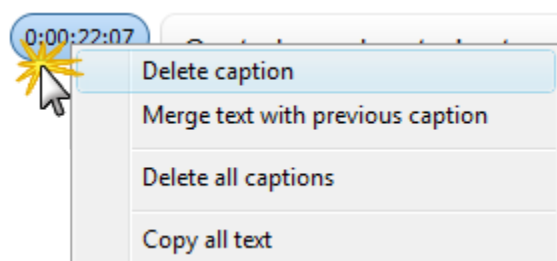 0:00:22:07
Delete caption
Merge text with previous caption
Delete all captions
Copy all text